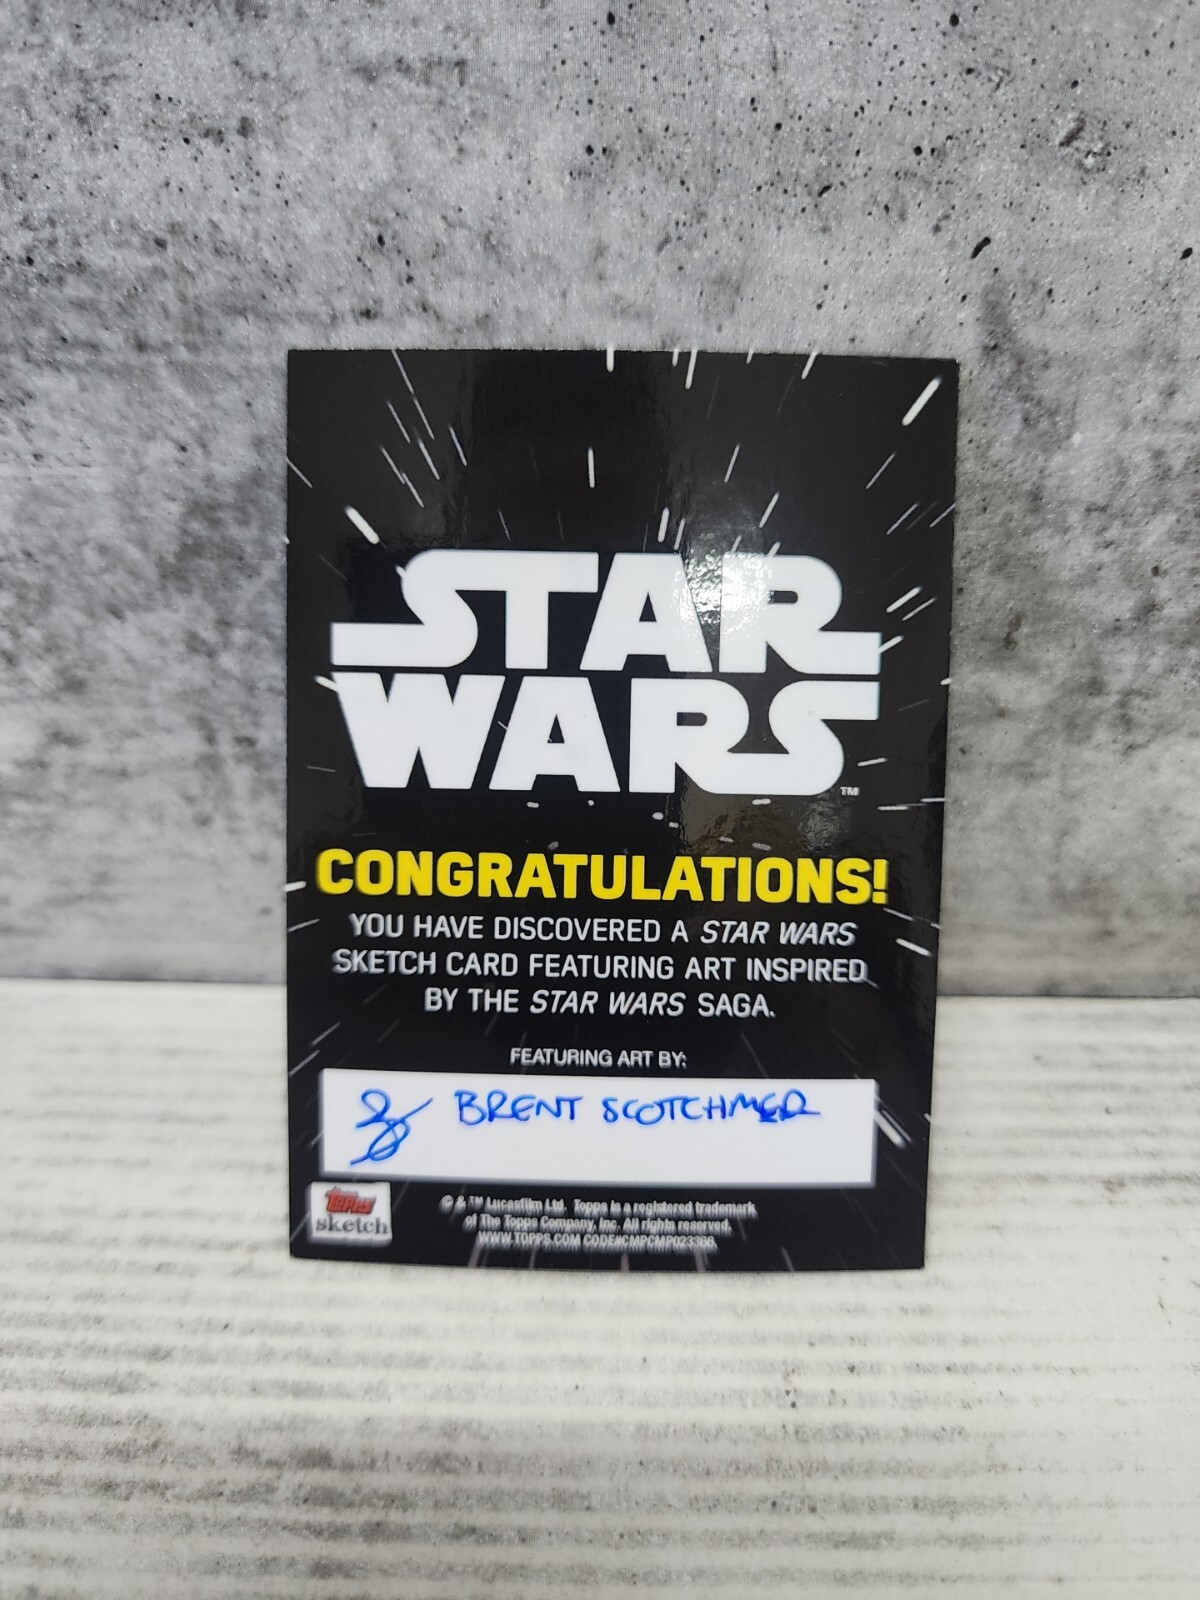 STAR
WARS
™
CONGRATULATIONS!
YOU HAVE DISCOVERED A STAR WARS
SKETCH CARD FEATURING ART INSPIRED
BY THE STAR WARS SAGA.
FEATURING ART BY:
BRENT SCOTCHMER
Topps
sketch
© & ™ Lucasfilm Ltd. Topps is a registered trademark
of The Topps Company, Inc. All rights reserved.
WWW.TOPPS.COM CODE#CMPCMP023366.